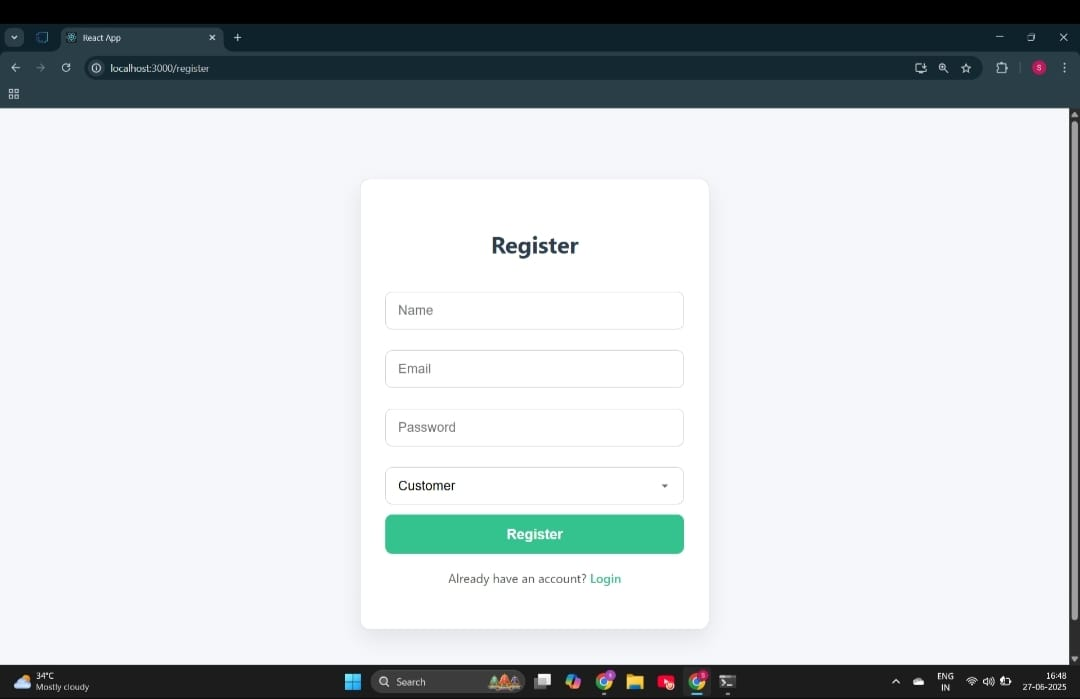 React App
localhost:3000/register
S
Register
Name
Email
Password
Customer
Register
Already have an account? Login
34°C
Mostly cloudy
Search
ENG
IN
16:48
27-06-2025